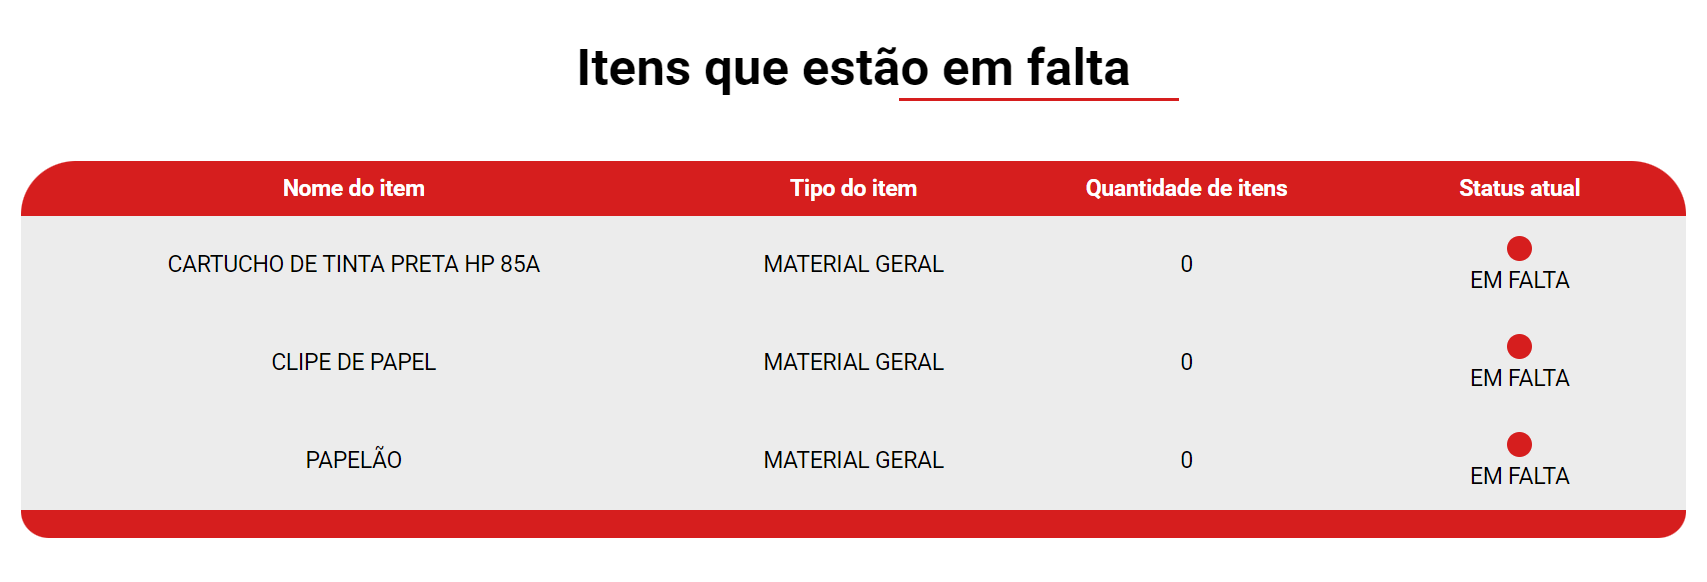 Itens que estão em falta
Nome do item Tipo do item Quantidade de itens Status atual
CARTUCHO DE TINTA PRETA HP 85A MATERIAL GERAL 0 EM FALTA
CLIPE DE PAPEL MATERIAL GERAL 0 EM FALTA
PAPELÃO MATERIAL GERAL 0 EM FALTA